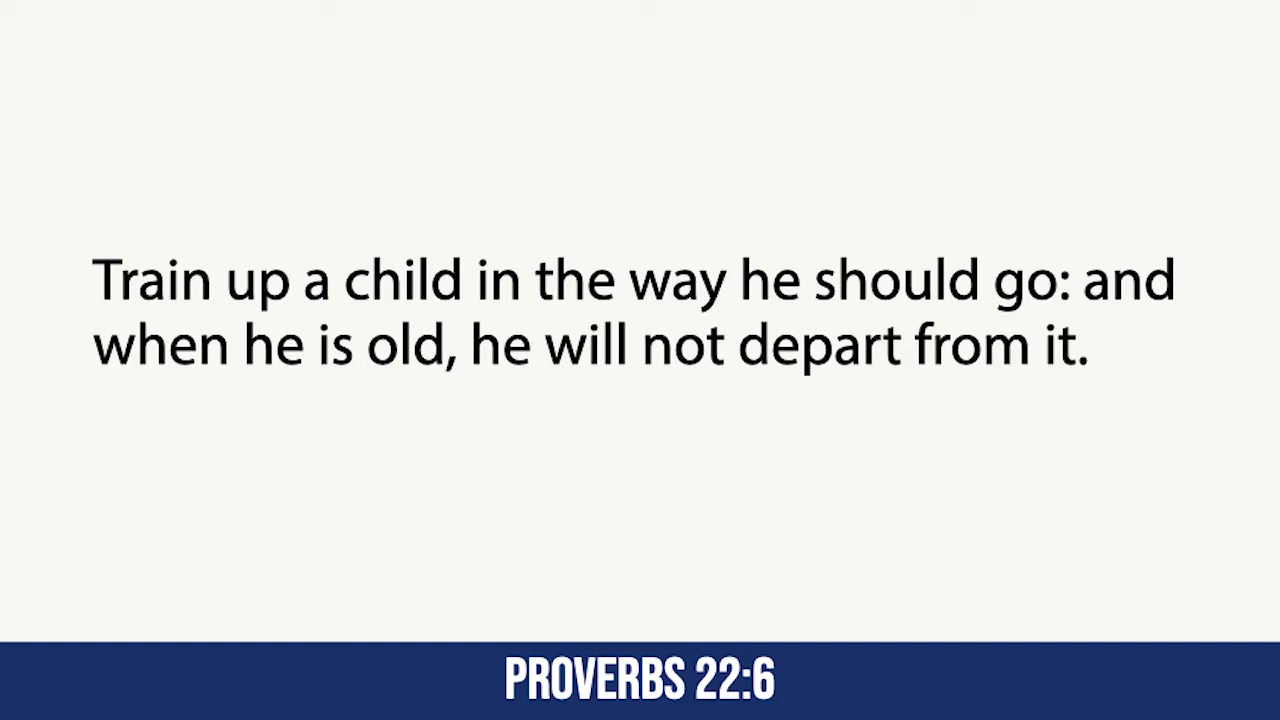 Train up a child in the way he should go: and
when he is old, he will not depart from it.
PROVERBS 22:6